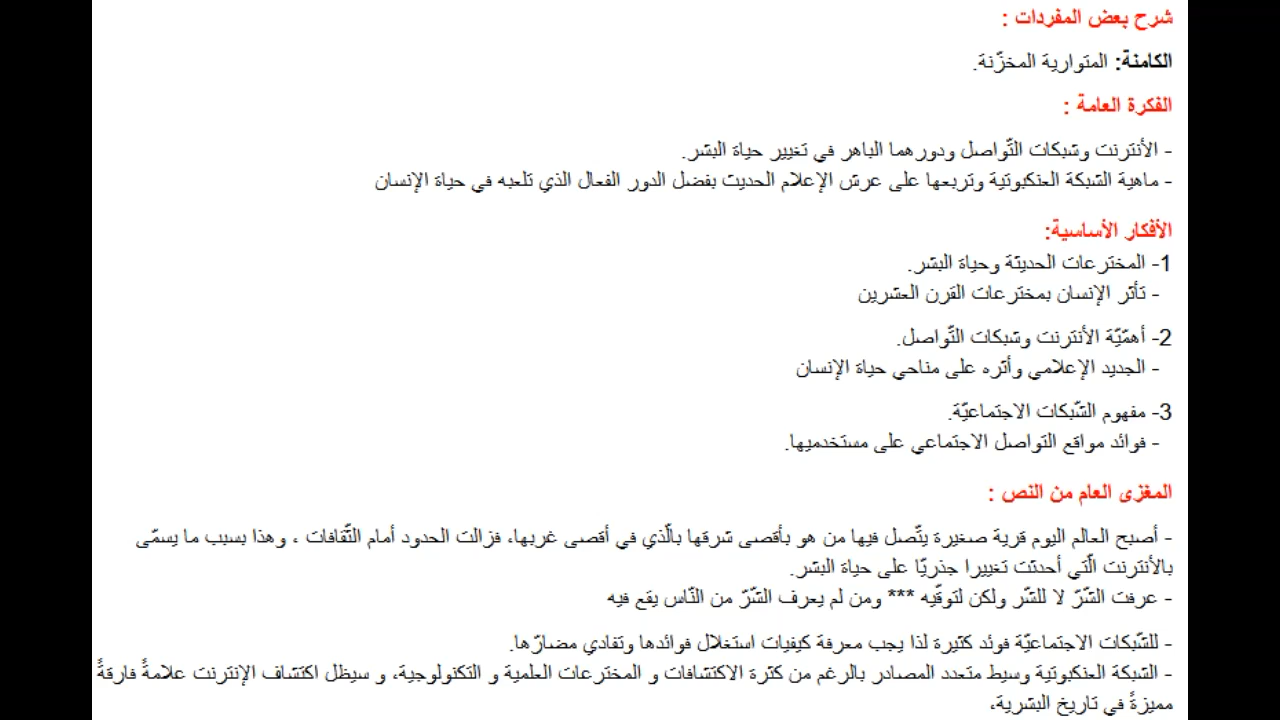 شرح بعض المفردات :
الكامنة: المتوارية المخزّنة.
الفكرة العامة :
- الأنترنت وشبكات التّواصل ودورهما الباهر في تغيير حياة البشر.
- ماهية الشبكة العنكبوتية وتربعها على عرش الإعلام الحديث بفضل الدور الفعال الذي تلعبه في حياة الإنسان
الأفكار الأساسية:
1- المخترعات الحديثة وحياة البشر.
- تأثر الإنسان بمخترعات القرن العشرين
2- أهمّيّة الأنترنت وشبكات التّواصل.
- الجديد الإعلامي وأثره على مناحي حياة الإنسان
3- مفهوم الشّبكات الاجتماعيّة.
- فوائد مواقع التواصل الاجتماعي على مستخدميها.
المغزى العام من النص :
- أصبح العالم اليوم قرية صغيرة يتّصل فيها من هو بأقصى شرقها بالّذي في أقصى غربها، فزالت الحدود أمام الثّقافات ، وهذا بسبب ما يسمّى
بالأنترنت الّتي أحدثت تغييرا جذريّا على حياة البشر.
- عرفت الشّرّ لا للشّر ولكن لتوقّيه *** ومن لم يعرف الشّرّ من النّاس يقع فيه
- للشّبكات الاجتماعيّة فوئد كثيرة لذا يجب معرفة كيفيات استغلال فوائدها وتفادي مضارّها.
- الشبكة العنكبوتية وسيط متعدد المصادر بالرغم من كثرة الاكتشافات و المخترعات العلمية و التكنولوجية، و سيظل اكتشاف الإنترنت علامةً فارقةً
مميزةً في تاريخ البشرية،